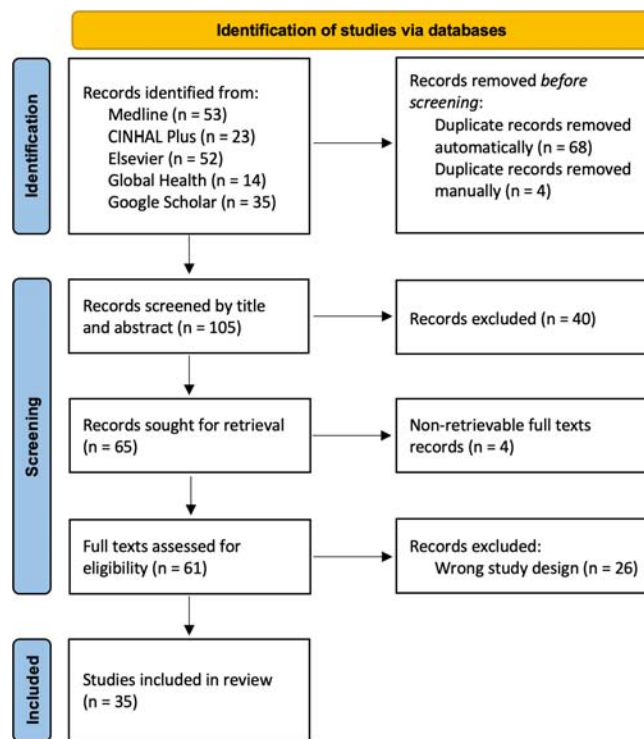 Identification of studies via databases
Identification
Records identified from:
Medline (n = 53)
CINHAL Plus (n = 23)
Elsevier (n = 52)
Global Health (n = 14)
Google Scholar (n = 35)
Records removed before
screening:
Duplicate records removed
automatically (n = 68)
Duplicate records removed
manually (n = 4)
Screening
Records screened by title
and abstract (n = 105)
Records excluded (n = 40)
Records sought for retrieval
(n = 65)
Non-retrievable full texts
records (n = 4)
Full texts assessed for
eligibility (n = 61)
Records excluded:
Wrong study design (n = 26)
Included
Studies included in review
(n = 35)